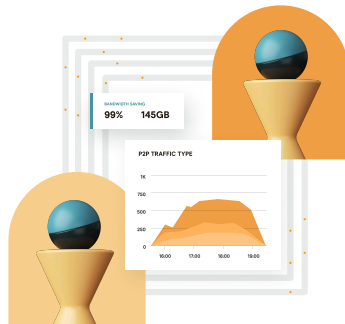 BANDWIDTH SAVING
99% 145GB
P2P TRAFFIC TYPE
1K
750
500
250
0
16:00 17:00 18:00 19:00